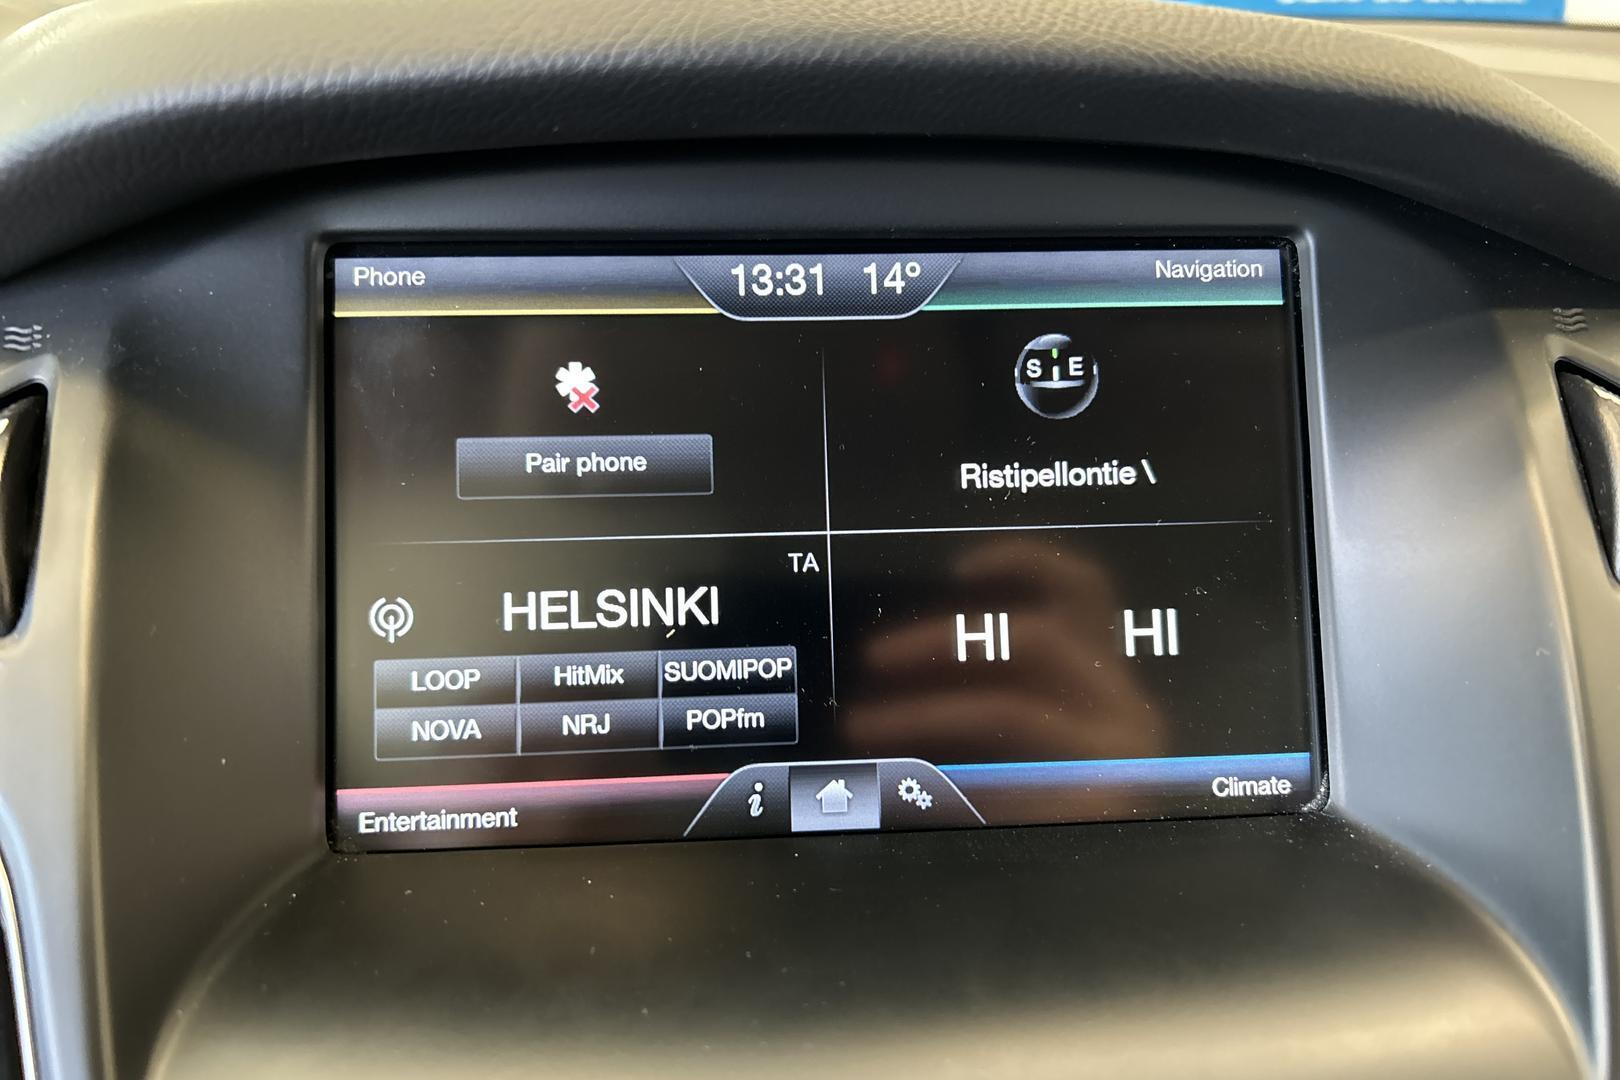 Phone
13:31 14°
Navigation
S E
Pair phone
Ristipellontie \
TA
HELSINKI
LOOP HitMix SUOMIPOP
NOVA NRJ POPfm
HI HI
Entertainment
i
Climate